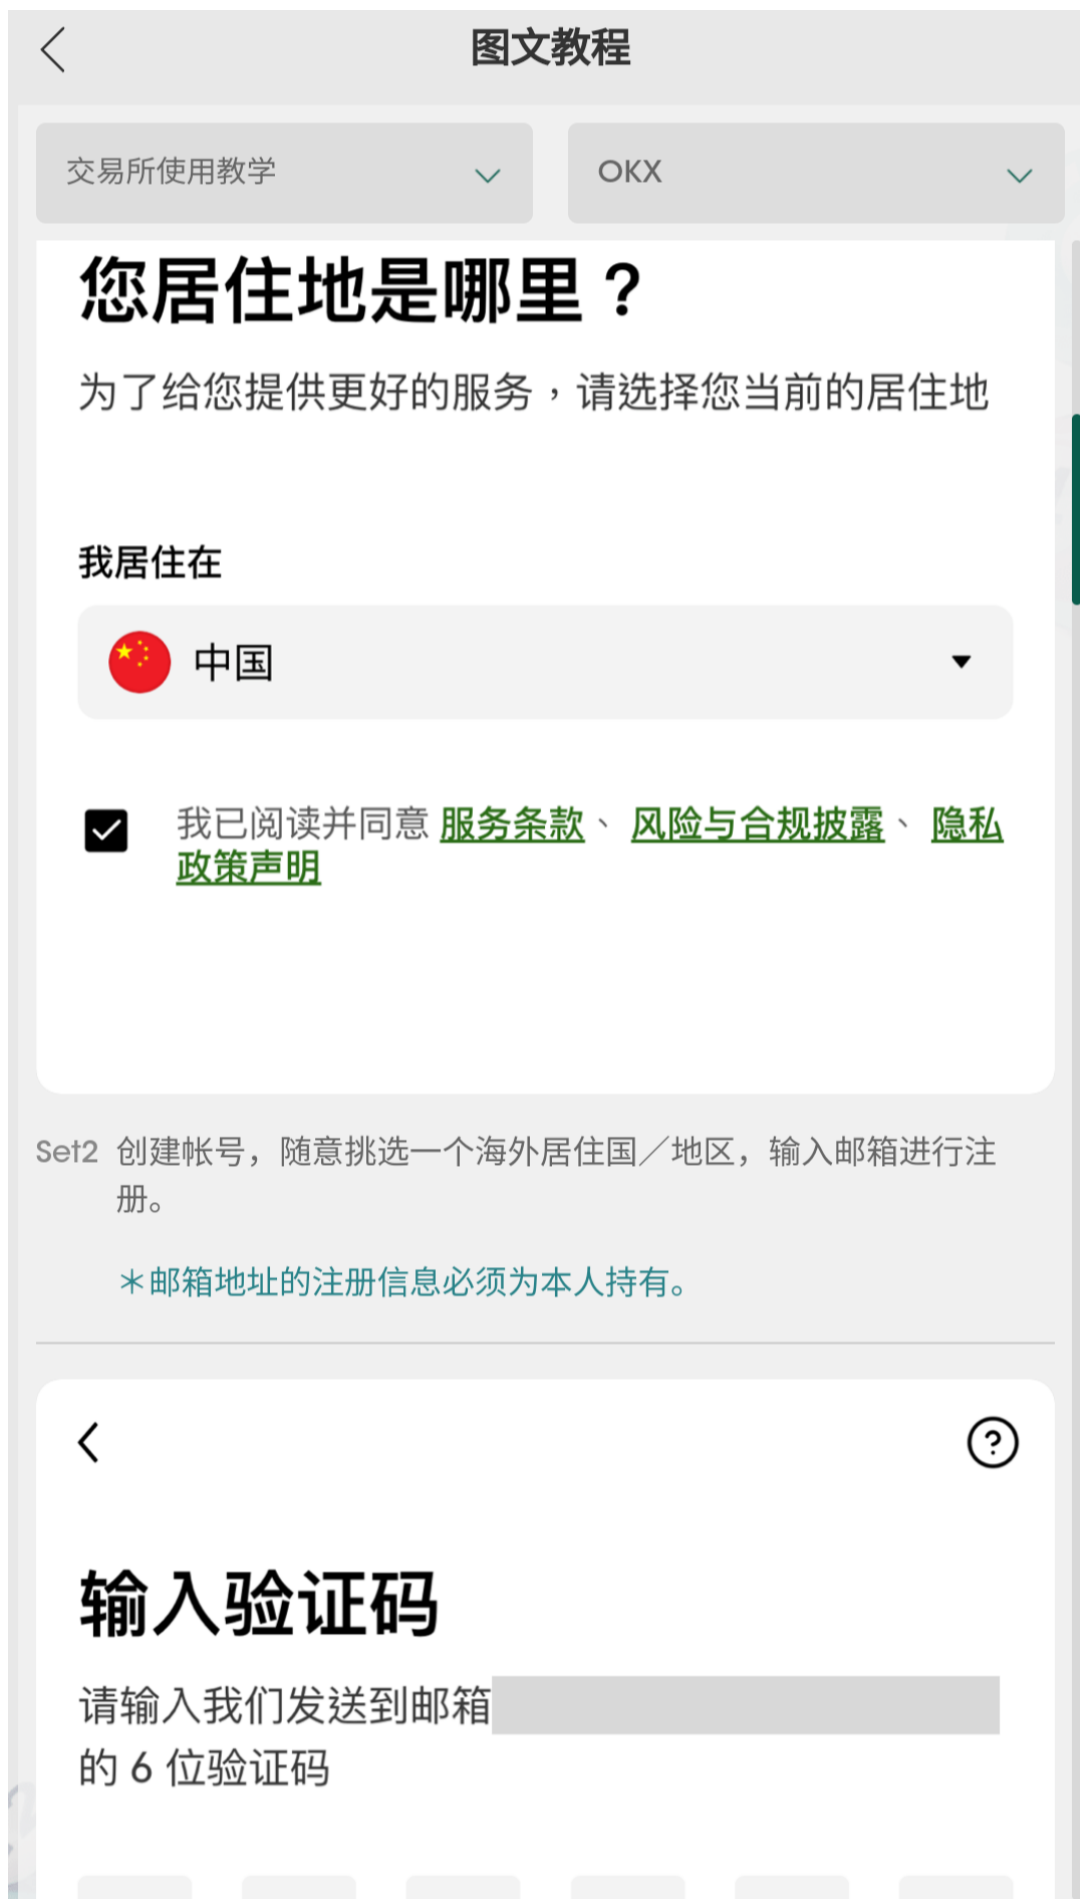 图文教程
交易所使用教学
OKX
您居住地是哪里？
为了给您提供更好的服务，请选择您当前的居住地
我居住在
中国
我已阅读并同意 服务条款、 风险与合规披露、 隐私
政策声明
Set2 创建帐号，随意挑选一个海外居住国／地区，输入邮箱进行注
册。
＊邮箱地址的注册信息必须为本人持有。
输入验证码
请输入我们发送到邮箱
的 6 位验证码